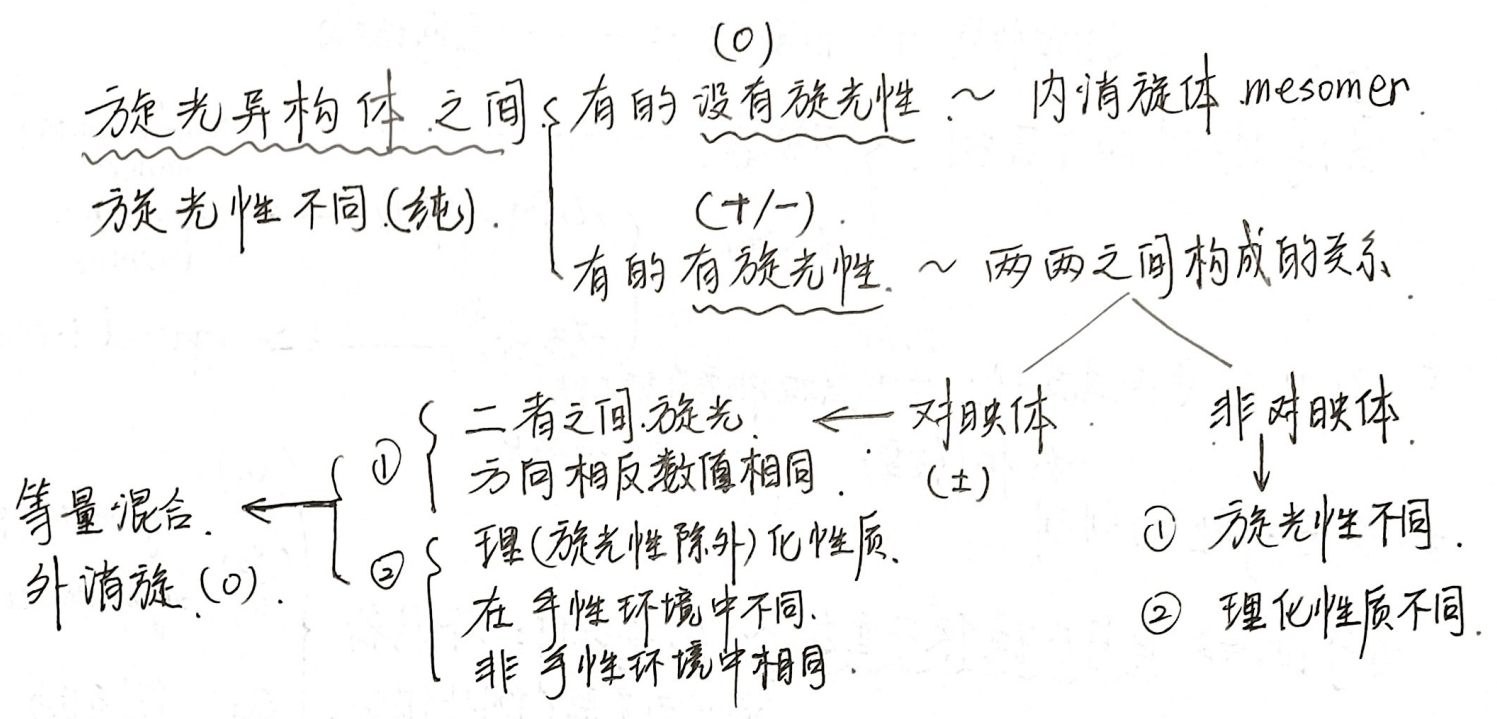 (0)
旋光异构体之间 有的没有旋光性 ~ 内消旋体 mesomer.
旋光性不同(纯). (+/-).
有的有旋光性. ~ 两两之间构成的关系.
① 二者之间旋光. ← 对映体. 非对映体.
方向相反数值相同. (±)
等量混合. ← ② 理(旋光性除外)化性质. ① 旋光性不同.
外消旋.(0). 在手性环境中不同. ② 理化性质不同.
非手性环境中相同.